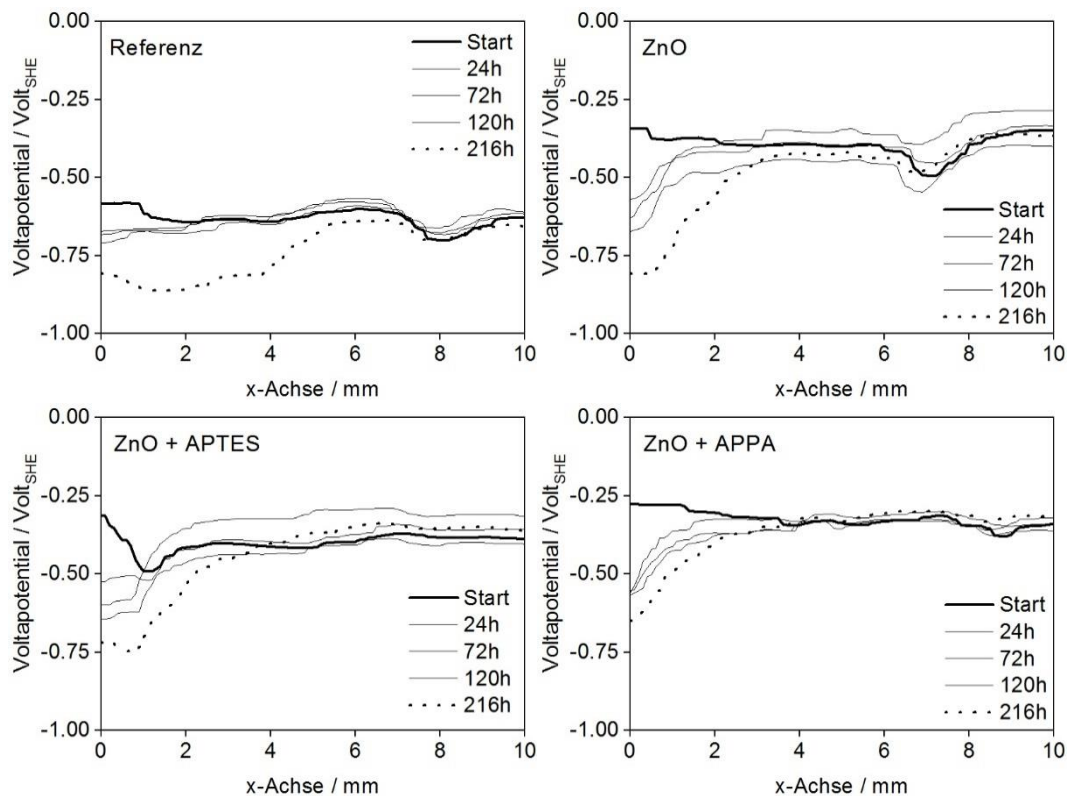 Referenz
Start
24h
72h
120h
216h
0.00
-0.25
-0.50
-0.75
-1.00
Voltapotential / Volt_SHE
0 2 4 6 8 10
x-Achse / mm
ZnO
Start
24h
72h
120h
216h
0.00
-0.25
-0.50
-0.75
-1.00
Voltapotential / Volt_SHE
0 2 4 6 8 10
x-Achse / mm
ZnO + APTES
Start
24h
72h
120h
216h
0.00
-0.25
-0.50
-0.75
-1.00
Voltapotential / Volt_SHE
0 2 4 6 8 10
x-Achse / mm
ZnO + APPA
Start
24h
72h
120h
216h
0.00
-0.25
-0.50
-0.75
-1.00
Voltapotential / Volt_SHE
0 2 4 6 8 10
x-Achse / mm